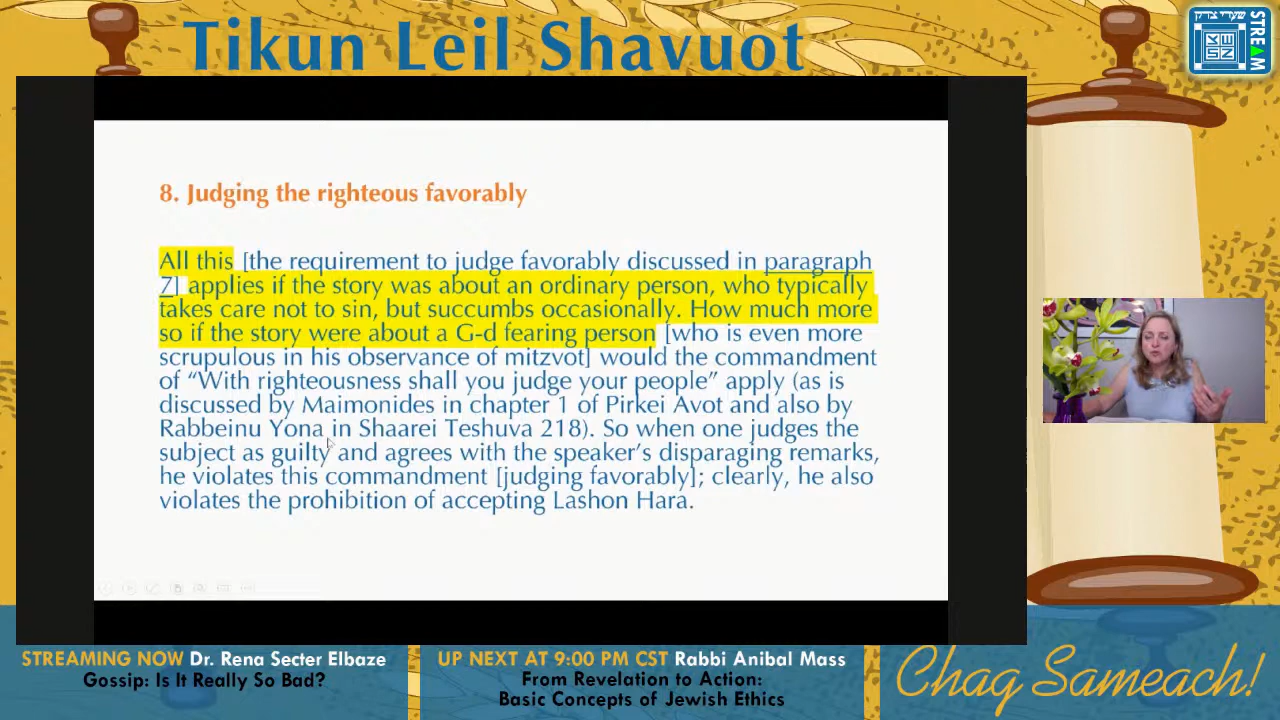 Tikun Leil Shavuot
שערי צדק
STREAM
8. Judging the righteous favorably
All this [the requirement to judge favorably discussed in paragraph
7] applies if the story was about an ordinary person, who typically
takes care not to sin, but succumbs occasionally. How much more
so if the story were about a G-d fearing person [who is even more
scrupulous in his observance of mitzvot] would the commandment
of “With righteousness shall you judge your people” apply (as is
discussed by Maimonides in chapter 1 of Pirkei Avot and also by
Rabbeinu Yona in Shaarei Teshuva 218). So when one judges the
subject as guilty and agrees with the speaker’s disparaging remarks,
he violates this commandment [judging favorably]; clearly, he also
violates the prohibition of accepting Lashon Hara.
STREAMING NOW Dr. Rena Secter Elbaze
Gossip: Is It Really So Bad?
UP NEXT AT 9:00 PM CST Rabbi Anibal Mass
From Revelation to Action:
Basic Concepts of Jewish Ethics
Chag Sameach!